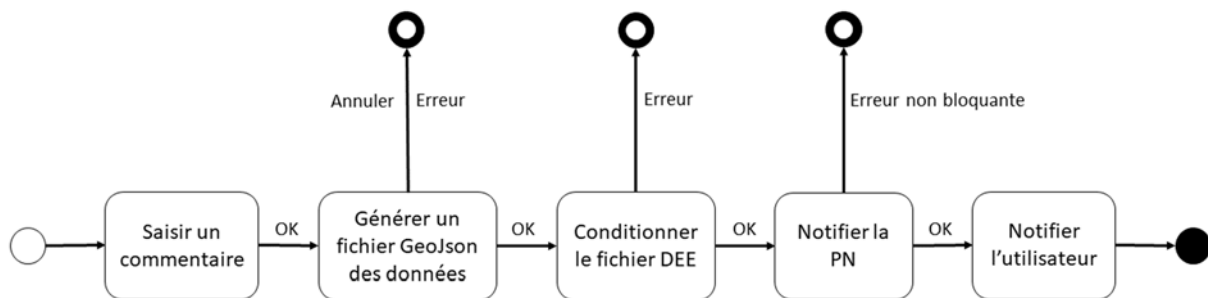 Annuler
Erreur
Erreur
Erreur non bloquante
Saisir un
commentaire
OK
Générer un
fichier GeoJson
des données
OK
Conditionner
le fichier DEE
OK
Notifier la
PN
OK
Notifier
l'utilisateur